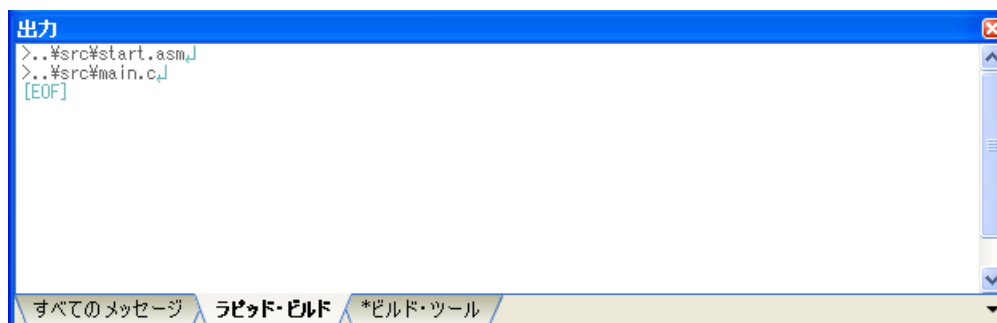 出力
>..¥src¥start.asm↲
>..¥src¥main.c↲
[EOF]
すべてのメッセージ ラピッド・ビルド *ビルド・ツール